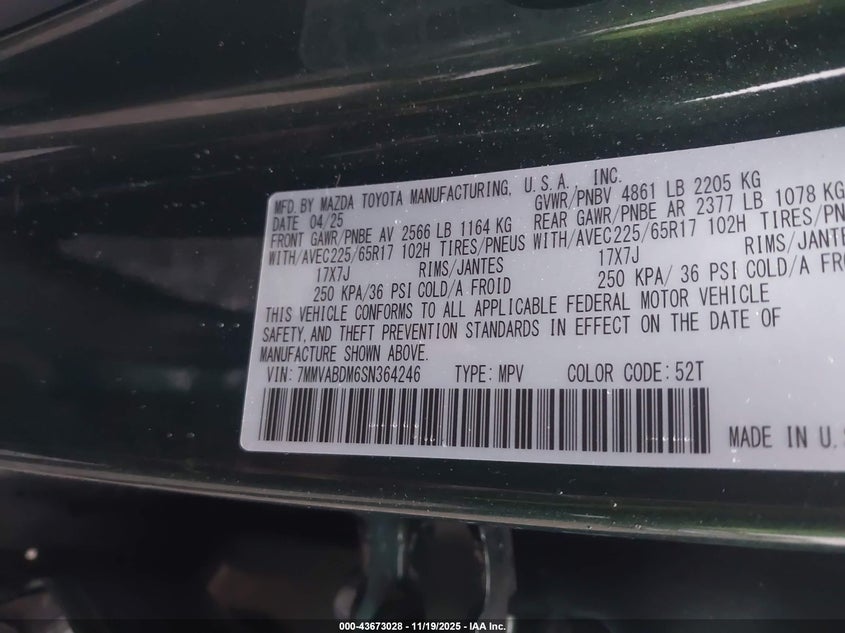 MFD. BY MAZDA TOYOTA MANUFACTURING, U.S.A. INC.
DATE 04/25 GVWR/PNBV 4861 LB 2205 KG
FRONT GAWR/PNBE AV 2566 LB 1164 KG REAR GAWR/PNBE AR 2377 LB 1078 KG
WITH/AVEC225/65R17 102H TIRES/PNEUS WITH/AVEC225/65R17 102H TIRES/PN
17X7J RIMS/JANTES 17X7J RIMS/JANTE
250 KPA/36 PSI COLD/A FROID 250 KPA/ 36 PSI COLD/A FRO
THIS VEHICLE CONFORMS TO ALL APPLICABLE FEDERAL MOTOR VEHICLE
SAFETY, AND THEFT PREVENTION STANDARDS IN EFFECT ON THE DATE OF
MANUFACTURE SHOWN ABOVE.
VIN: 7MMVABDM6SN364246 TYPE: MPV COLOR CODE: 52T
MADE IN U.S
000-43673028 - 11/19/2025 - IAA Inc.